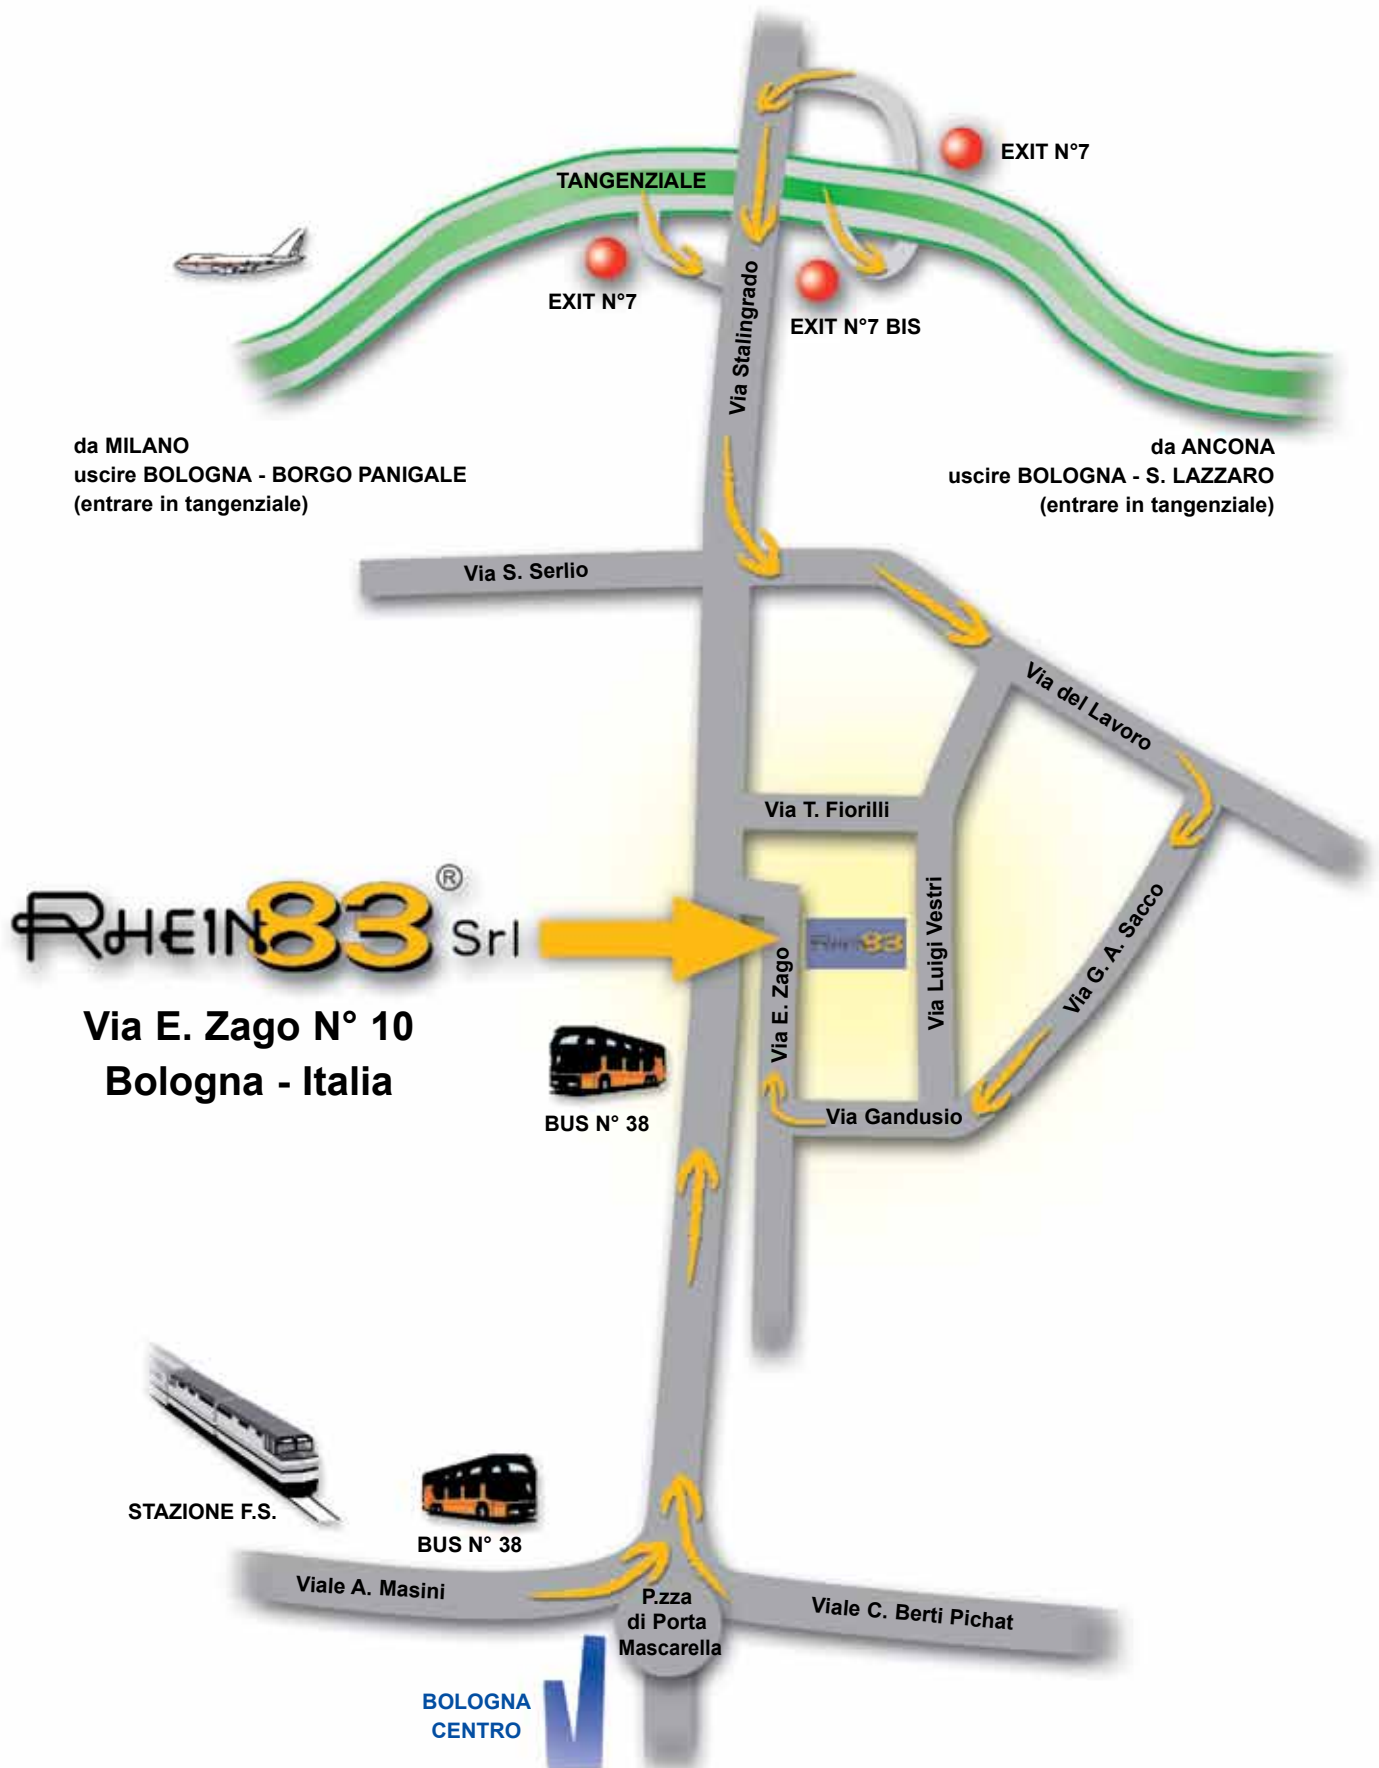 EXIT N°7
TANGENZIALE
EXIT N°7
EXIT N°7 BIS
Via Stalingrado
da MILANO
uscire BOLOGNA - BORGO PANIGALE
(entrare in tangenziale)
da ANCONA
uscire BOLOGNA - S. LAZZARO
(entrare in tangenziale)
Via S. Serlio
Via del Lavoro
Via T. Fiorilli
RHEIN83® Srl
RHEIN83
Via E. Zago
Via Luigi Vestri
Via G. A. Sacco
Via E. Zago N° 10
Bologna - Italia
BUS N° 38
Via Gandusio
STAZIONE F.S.
BUS N° 38
Viale A. Masini
P.zza
di Porta
Mascarella
Viale C. Berti Pichat
BOLOGNA
CENTRO